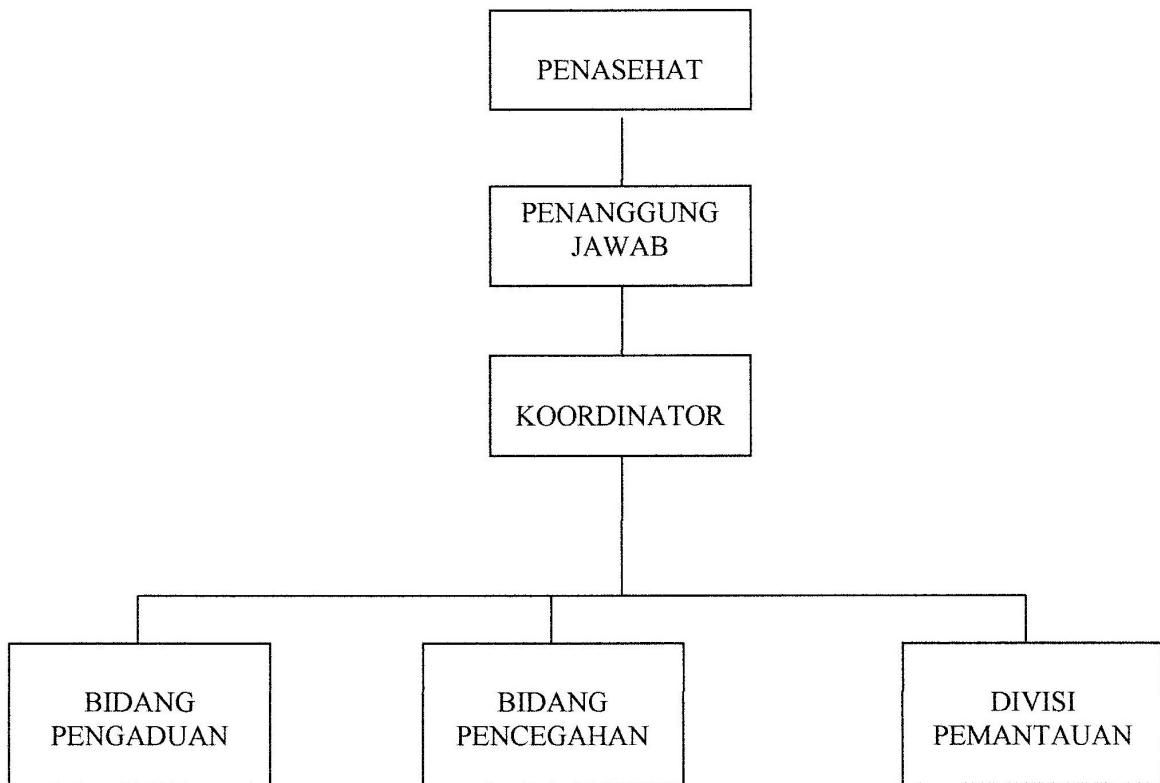 PENASEHAT
PENANGGUNG
JAWAB
KOORDINATOR
BIDANG
PENGADUAN
BIDANG
PENCEGAHAN
DIVISI
PEMANTAUAN